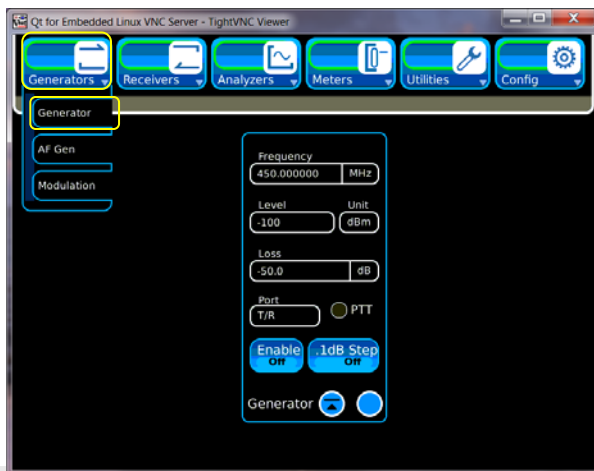 Qt for Embedded Linux VNC Server - TightVNC Viewer
Generators Receivers Analyzers Meters Utilities Config
Generator
AF Gen
Modulation
Frequency
450.000000 MHz
Level Unit
-100 dBm
Loss
-50.0 dB
Port
T/R PTT
Enable .1dB Step
Off Off
Generator